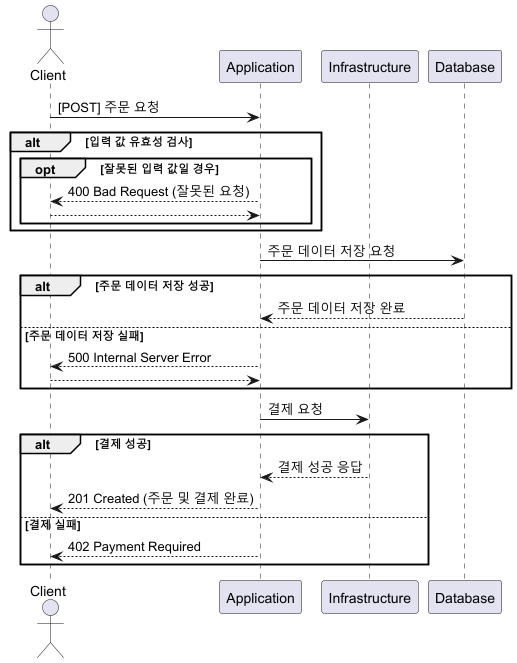 Client
Application
Infrastructure
Database
[POST] 주문 요청
alt
[입력 값 유효성 검사]
opt
[잘못된 입력 값일 경우]
400 Bad Request (잘못된 요청)
주문 데이터 저장 요청
alt
[주문 데이터 저장 성공]
주문 데이터 저장 완료
[주문 데이터 저장 실패]
500 Internal Server Error
결제 요청
alt
[결제 성공]
결제 성공 응답
201 Created (주문 및 결제 완료)
[결제 실패]
402 Payment Required
Client
Application
Infrastructure
Database